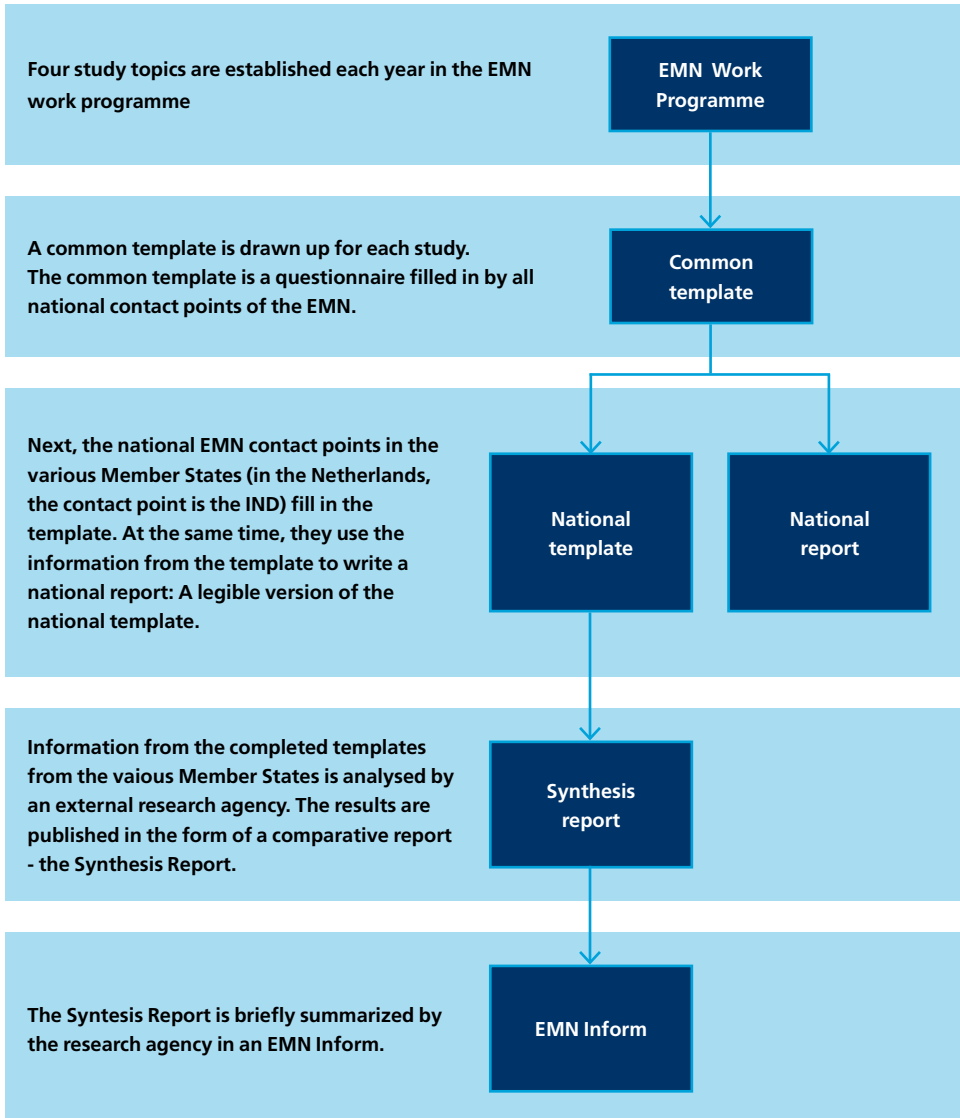 Four study topics are established each year in the EMN
work programme
EMN Work
Programme
A common template is drawn up for each study.
The common template is a questionnaire filled in by all
national contact points of the EMN.
Common
template
Next, the national EMN contact points in the
various Member States (in the Netherlands,
the contact point is the IND) fill in the
template. At the same time, they use the
information from the template to write a
national report: A legible version of the
national template.
National
template
National
report
Information from the completed templates
from the vaious Member States is analysed by
an external research agency. The results are
published in the form of a comparative report
- the Synthesis Report.
Synthesis
report
The Syntesis Report is briefly summarized by
the research agency in an EMN Inform.
EMN Inform